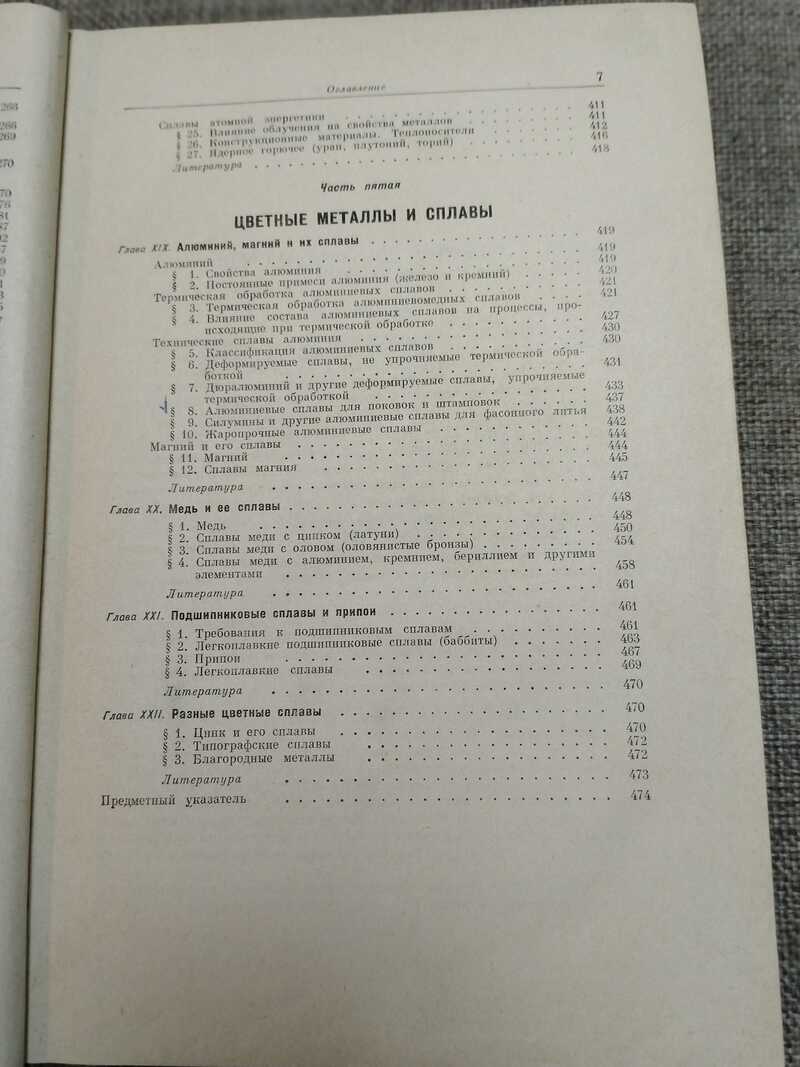 Оглавление 7
Сплавы атомной энергетики . . . 411
§ 25. Влияние облучения на свойства металлов . . . 411
§ 26. Конструкционные материалы. Теплоносители . . . 412
§ 27. Ядерное горючее (уран, плутоний, торий) . . . 416
Литература . . . 418
Часть пятая
ЦВЕТНЫЕ МЕТАЛЛЫ И СПЛАВЫ
Глава XIX. Алюминий, магний и их сплавы . . . 419
Алюминий . . . 419
§ 1. Свойства алюминия . . . 419
§ 2. Постоянные примеси алюминия (железо и кремний) . . . 420
Термическая обработка алюминиевых сплавов . . . 421
§ 3. Термическая обработка алюминиевомедных сплавов . . . 421
§ 4. Влияние состава алюминиевых сплавов на процессы, про-
исходящие при термической обработке . . . 427
Технические сплавы алюминия . . . 430
§ 5. Классификация алюминиевых сплавов . . . 430
§ 6. Деформируемые сплавы, не упрочняемые термической обра-
боткой . . . 431
§ 7. Дюралюминий и другие деформируемые сплавы, упрочняемые
термической обработкой . . . 433
§ 8. Алюминиевые сплавы для поковок и штамповок . . . 437
§ 9. Силумины и другие алюминиевые сплавы для фасонного литья 438
§ 10. Жаропрочные алюминиевые сплавы . . . 442
Магний и его сплавы . . . 444
§ 11. Магний . . . 444
§ 12. Сплавы магния . . . 445
Литература . . . 447
Глава XX. Медь и ее сплавы . . . 448
§ 1. Медь . . . 448
§ 2. Сплавы меди с цинком (латуни) . . . 450
§ 3. Сплавы меди с оловом (оловянистые бронзы) . . . 454
§ 4. Сплавы меди с алюминием, кремнием, бериллием и другими
элементами . . . 458
Литература . . . 461
Глава XXI. Подшипниковые сплавы и припои . . . 461
§ 1. Требования к подшипниковым сплавам . . . 461
§ 2. Легкоплавкие подшипниковые сплавы (баббиты) . . . 463
§ 3. Припои . . . 467
§ 4. Легкоплавкие сплавы . . . 469
Литература . . . 470
Глава XXII. Разные цветные сплавы . . . 470
§ 1. Цинк и его сплавы . . . 470
§ 2. Типографские сплавы . . . 472
§ 3. Благородные металлы . . . 472
Литература . . . 473
Предметный указатель . . . 474